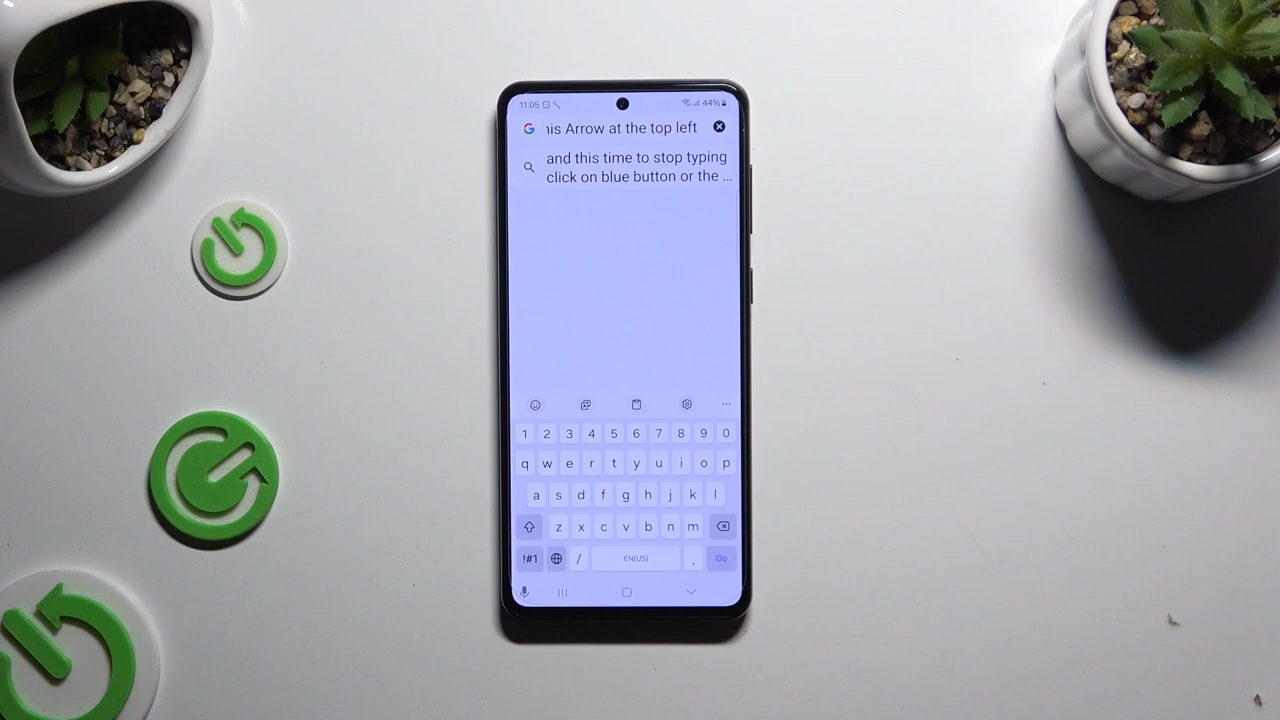 11:05 44%
G his Arrow at the top left
and this time to stop typing
click on blue button or the ...
1 2 3 4 5 6 7 8 9 0
q w e r t y u i o p
a s d f g h j k l
z x c v b n m
!#1 / EN(US) . Go